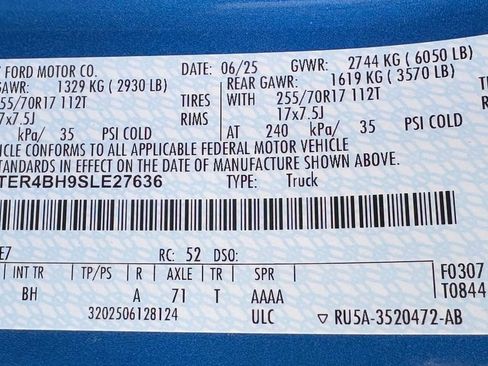 FORD MOTOR CO. DATE: 06/25 GVWR: 2744 KG (6050 LB)
GAWR: 1329 KG (2930 LB) REAR GAWR: 1619 KG (3570 LB)
255/70R17 112T TIRES WITH 255/70R17 112T
17x7.5J RIMS 17x7.5J
kPa/ 35 PSI COLD AT 240 kPa/ 35 PSI COLD
HICLE CONFORMS TO ALL APPLICABLE FEDERAL MOTOR VEHICLE
STANDARDS IN EFFECT ON THE DATE OF MANUFACTURE SHOWN ABOVE.
TER4BH9SLE27636 TYPE: Truck
E7 RC: 52 DSO:
INT TR TP/PS R AXLE TR SPR F0307
BH A 71 T AAAA T0844
3202506128124 ULC ▽ RU5A-3520472-AB